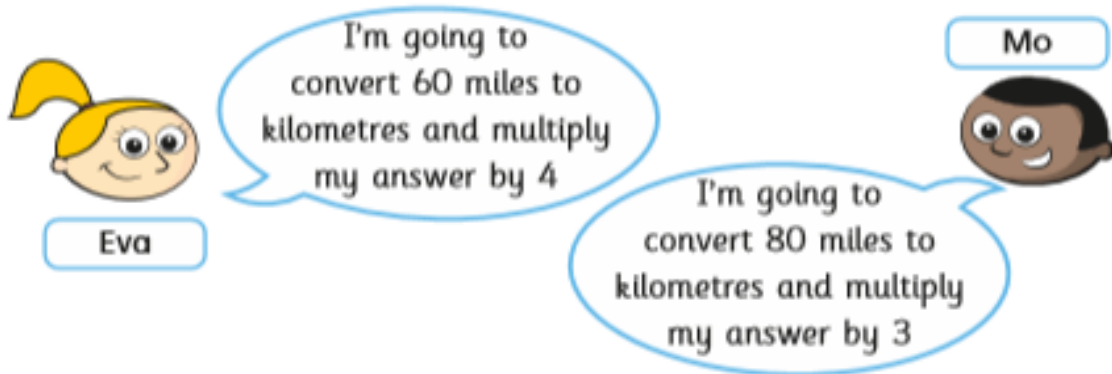 I'm going to
convert 60 miles to
kilometres and multiply
my answer by 4
Eva
Mo
I'm going to
convert 80 miles to
kilometres and multiply
my answer by 3